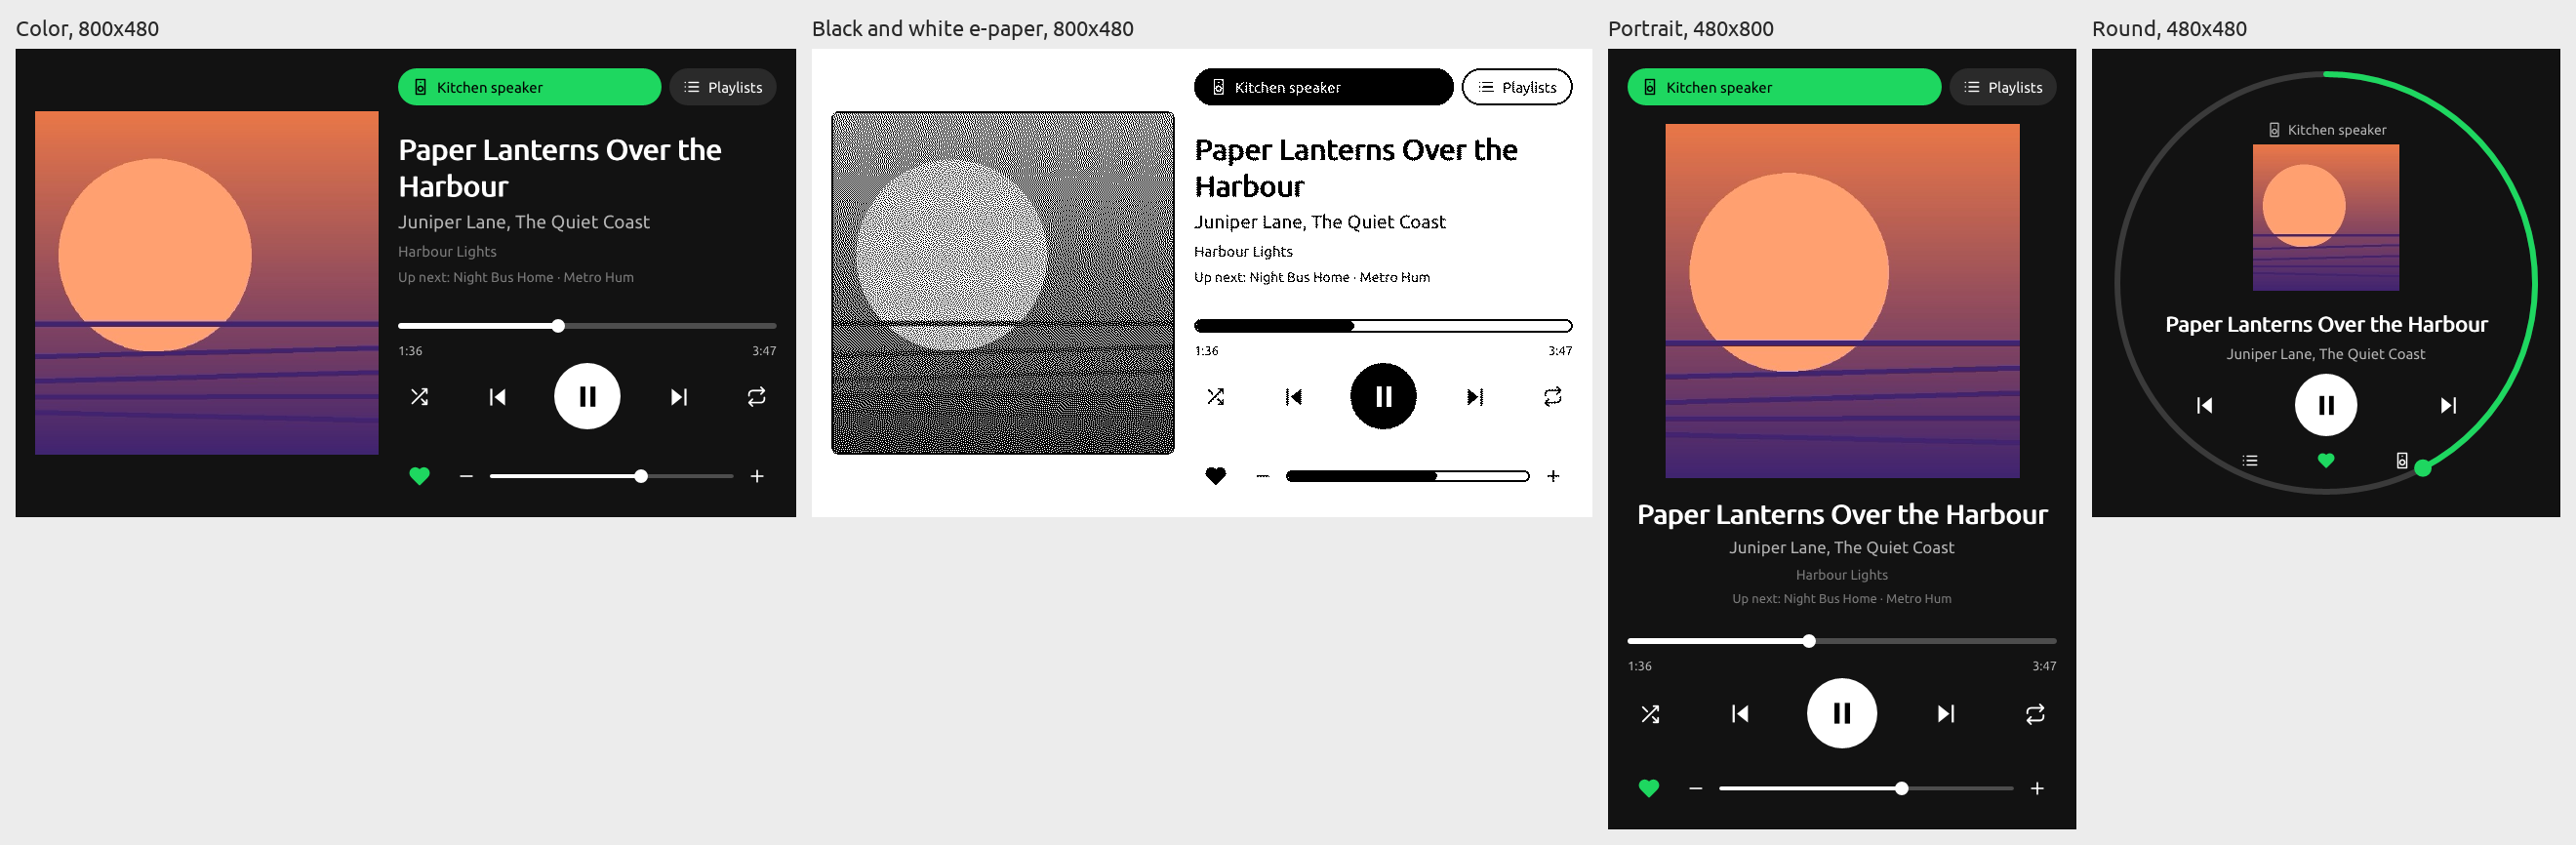 Color, 800x480
Kitchen speaker
Playlists
Paper Lanterns Over the
Harbour
Juniper Lane, The Quiet Coast
Harbour Lights
Up next: Night Bus Home · Metro Hum
1:36
3:47
Black and white e-paper, 800x480
Kitchen speaker
Playlists
Paper Lanterns Over the
Harbour
Juniper Lane, The Quiet Coast
Harbour Lights
Up next: Night Bus Home · Metro Hum
1:36
3:47
Portrait, 480x800
Kitchen speaker
Playlists
Paper Lanterns Over the Harbour
Juniper Lane, The Quiet Coast
Harbour Lights
Up next: Night Bus Home · Metro Hum
1:36
3:47
Round, 480x480
Kitchen speaker
Paper Lanterns Over the Harbour
Juniper Lane, The Quiet Coast